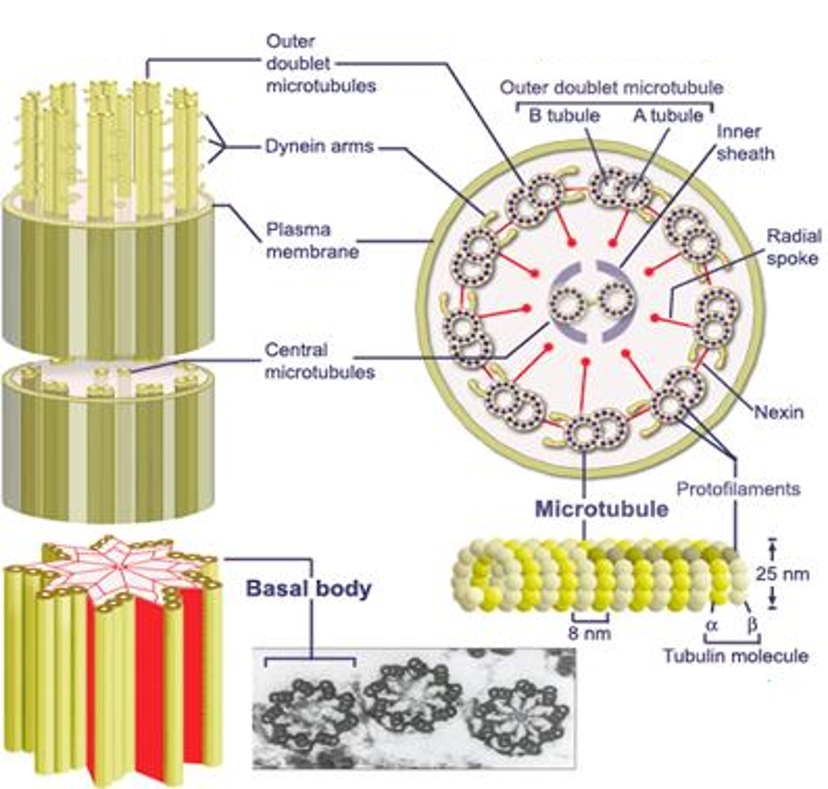 Outer
doublet
microtubules
Dynein arms
Plasma
membrane
Central
microtubules
Outer doublet microtubule
B tubule A tubule
Inner
sheath
Radial
spoke
Nexin
Protofilaments
Microtubule
25 nm
8 nm
α β
Tubulin molecule
Basal body